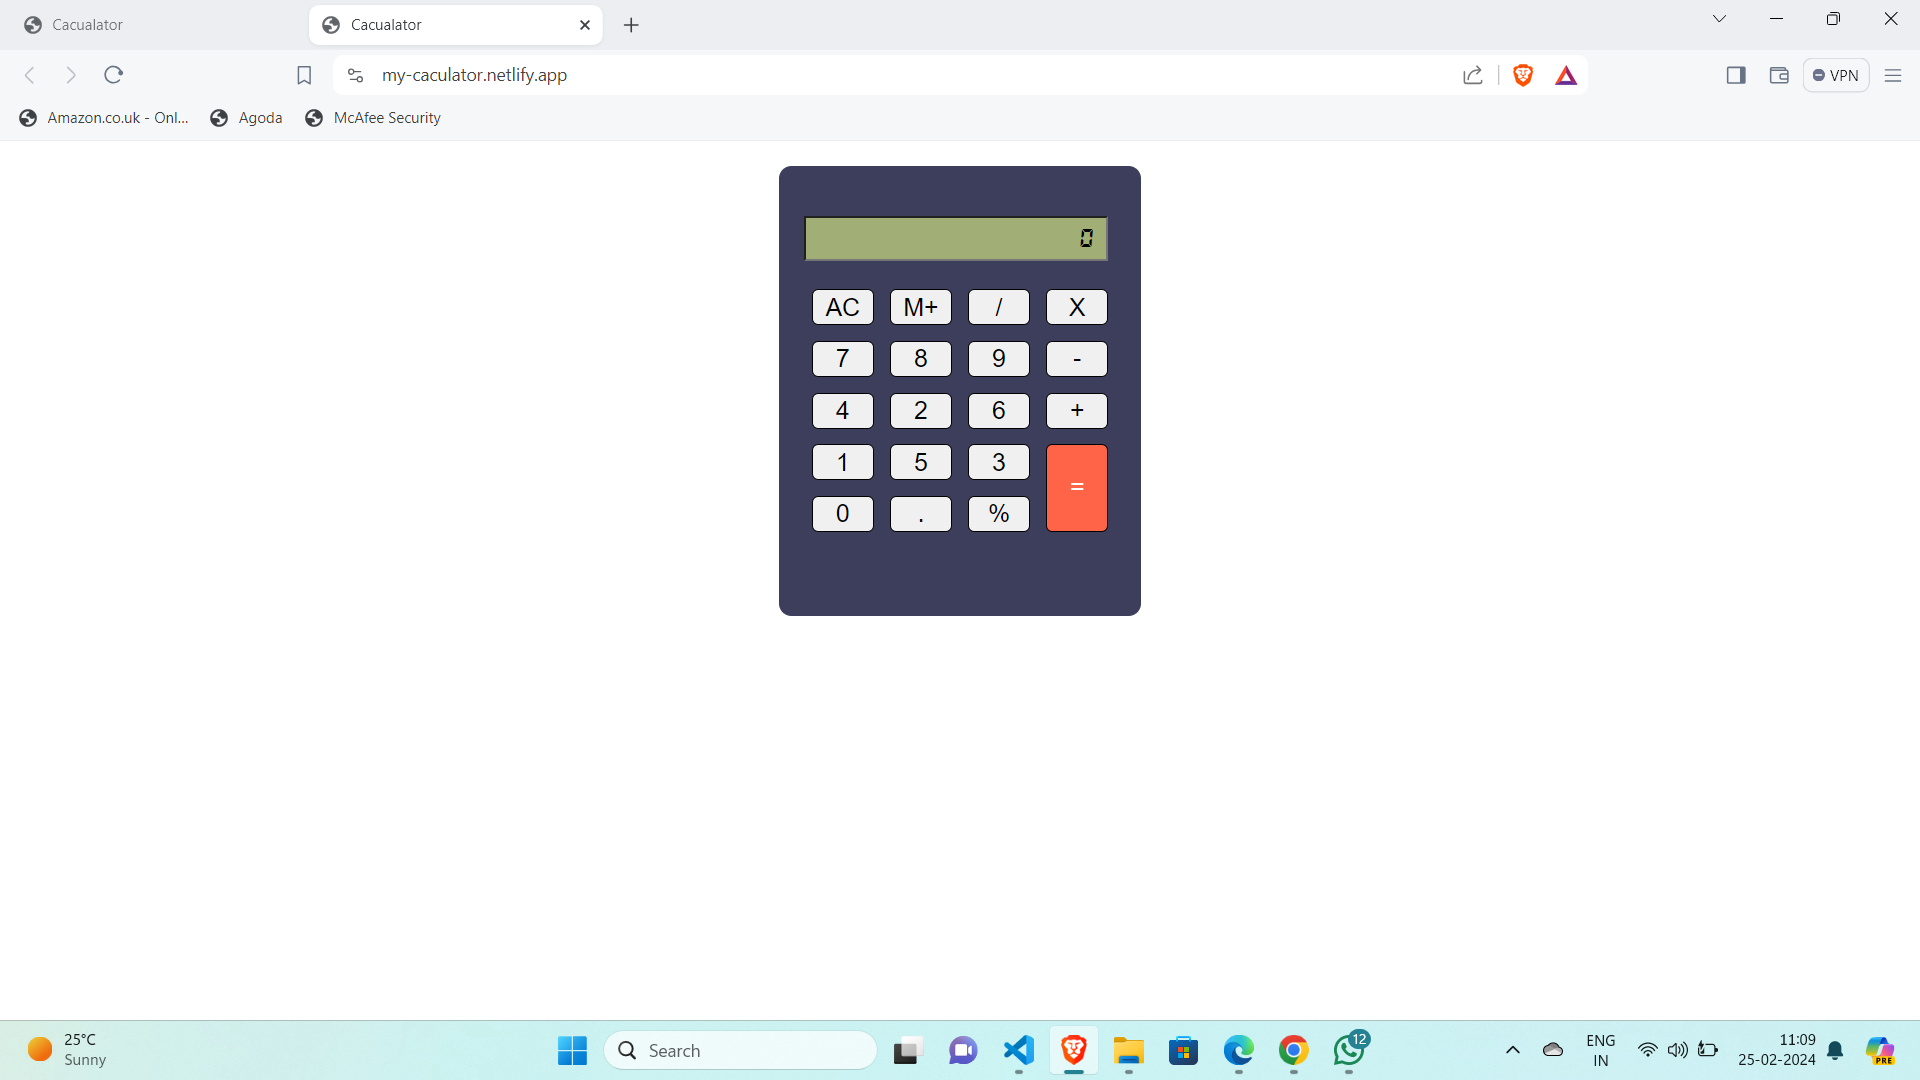 Cacualator
Cacualator
my-caculator.netlify.app
VPN
Amazon.co.uk - Onl... Agoda McAfee Security
0
AC M+ / X
7 8 9 -
4 2 6 +
1 5 3 =
0 . %
25°C
Sunny
Search
12
PRE
ENG
IN
11:09
25-02-2024